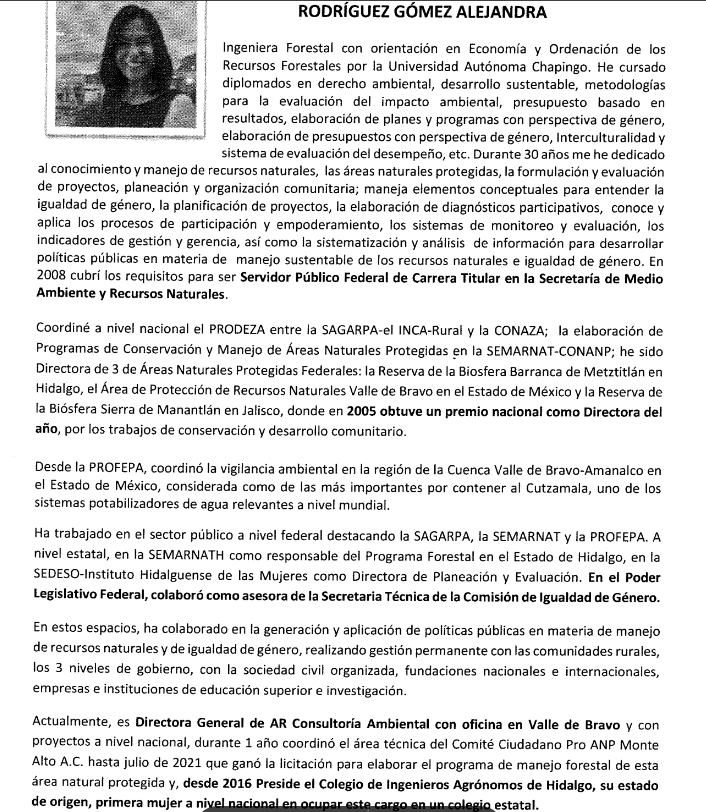 RODRÍGUEZ GÓMEZ ALEJANDRA
Ingeniera Forestal con orientación en Economía y Ordenación de los
Recursos Forestales por la Universidad Autónoma Chapingo. He cursado
diplomados en derecho ambiental, desarrollo sustentable, metodologías
para la evaluación del impacto ambiental, presupuesto basado en
resultados, elaboración de planes y programas con perspectiva de género,
elaboración de presupuestos con perspectiva de género, Interculturalidad y
sistema de evaluación del desempeño, etc. Durante 30 años me he dedicado
al conocimiento y manejo de recursos naturales, las áreas naturales protegidas, la formulación y evaluación
de proyectos, planeación y organización comunitaria; maneja elementos conceptuales para entender la
igualdad de género, la planificación de proyectos, la elaboración de diagnósticos participativos, conoce y
aplica los procesos de participación y empoderamiento, los sistemas de monitoreo y evaluación, los
indicadores de gestión y gerencia, así como la sistematización y análisis de información para desarrollar
políticas públicas en materia de manejo sustentable de los recursos naturales e igualdad de género. En
2008 cubrí los requisitos para ser Servidor Público Federal de Carrera Titular en la Secretaría de Medio
Ambiente y Recursos Naturales.
Coordiné a nivel nacional el PRODEZA entre la SAGARPA-el INCA-Rural y la CONAZA; la elaboración de
Programas de Conservación y Manejo de Áreas Naturales Protegidas en la SEMARNAT-CONANP; he sido
Directora de 3 de Áreas Naturales Protegidas Federales: la Reserva de la Biosfera Barranca de Metztitlán en
Hidalgo, el Área de Protección de Recursos Naturales Valle de Bravo en el Estado de México y la Reserva de
la Biósfera Sierra de Manantlán en Jalisco, donde en 2005 obtuve un premio nacional como Directora del
año, por los trabajos de conservación y desarrollo comunitario.
Desde la PROFEPA, coordinó la vigilancia ambiental en la región de la Cuenca Valle de Bravo-Amanalco en
el Estado de México, considerada como de las más importantes por contener al Cutzamala, uno de los
sistemas potabilizadores de agua relevantes a nivel mundial.
Ha trabajado en el sector público a nivel federal destacando la SAGARPA, la SEMARNAT y la PROFEPA. A
nivel estatal, en la SEMARNATH como responsable del Programa Forestal en el Estado de Hidalgo, en la
SEDESO-Instituto Hidalguense de las Mujeres como Directora de Planeación y Evaluación. En el Poder
Legislativo Federal, colaboró como asesora de la Secretaria Técnica de la Comisión de Igualdad de Género.
En estos espacios, ha colaborado en la generación y aplicación de políticas públicas en materia de manejo
de recursos naturales y de igualdad de género, realizando gestión permanente con las comunidades rurales,
los 3 niveles de gobierno, con la sociedad civil organizada, fundaciones nacionales e internacionales,
empresas e instituciones de educación superior e investigación.
Actualmente, es Directora General de AR Consultoría Ambiental con oficina en Valle de Bravo y con
proyectos a nivel nacional, durante 1 año coordinó el área técnica del Comité Ciudadano Pro ANP Monte
Alto A.C. hasta julio de 2021 que ganó la licitación para elaborar el programa de manejo forestal de esta
área natural protegida y, desde 2016 Preside el Colegio de Ingenieros Agrónomos de Hidalgo, su estado
de origen, primera mujer a nivel nacional en ocupar este cargo en un colegio estatal.